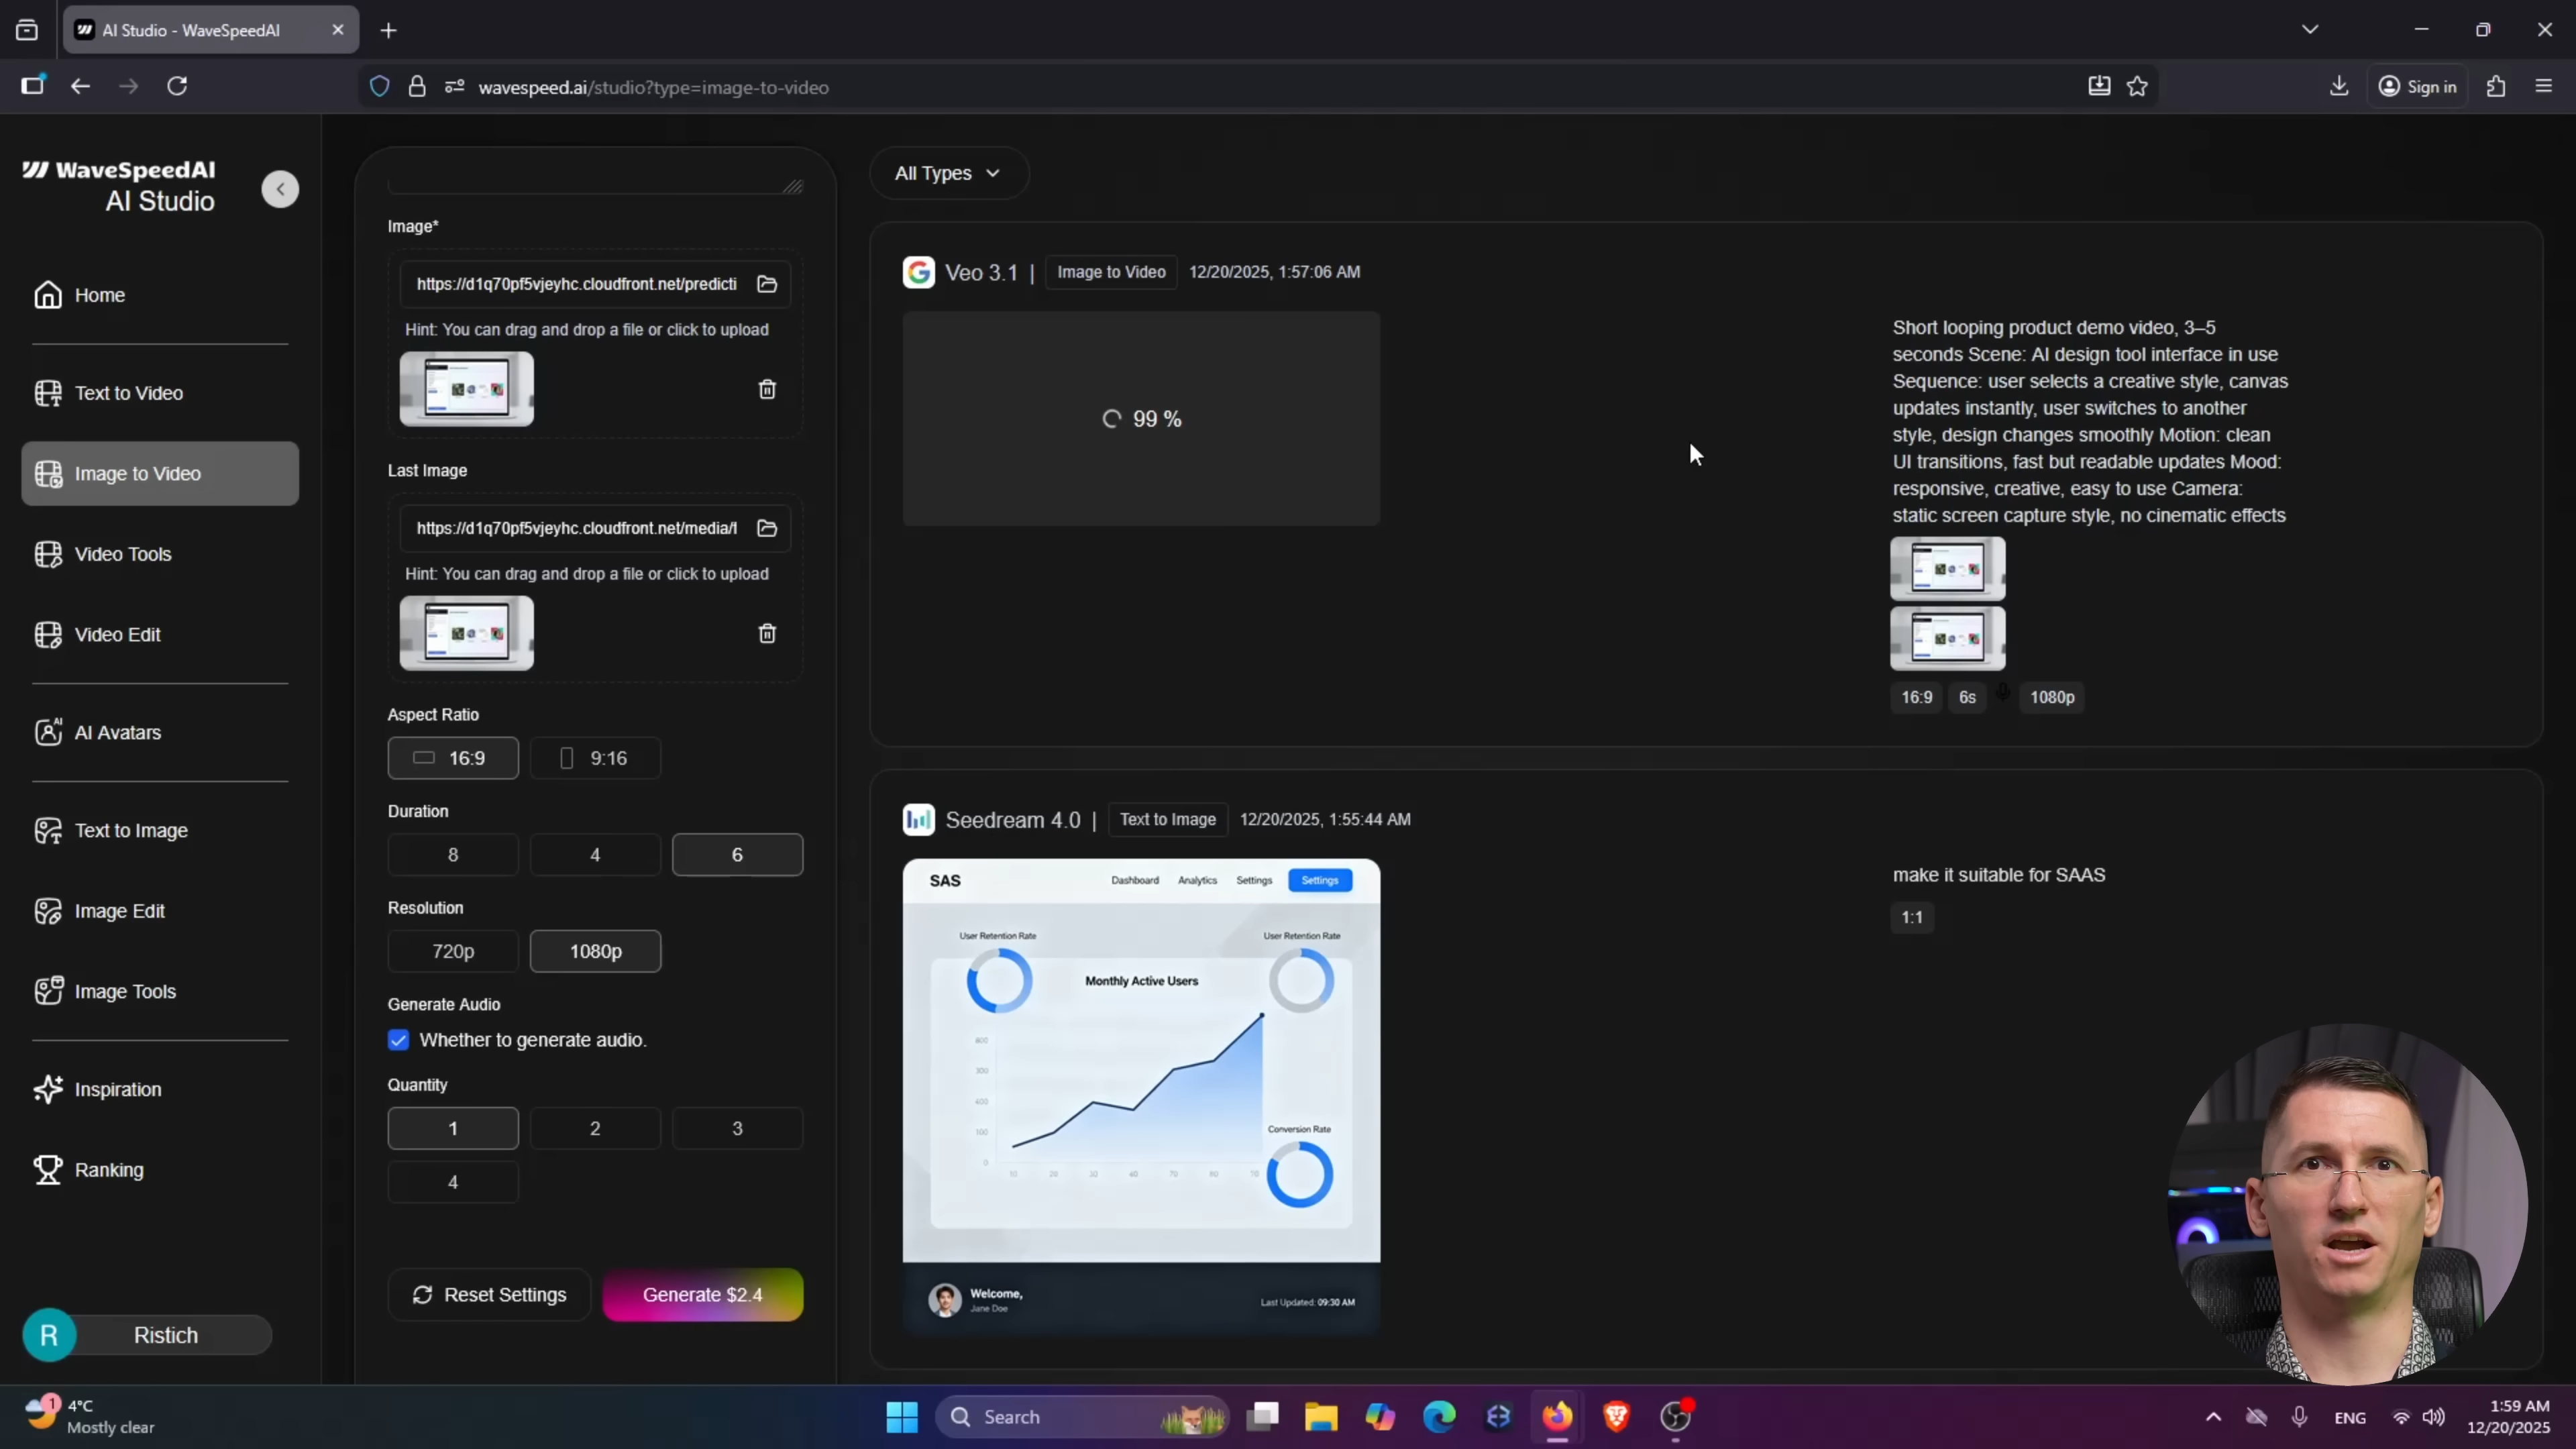 AI Studio - WaveSpeedAI
wavespeed.ai/studio?type=image-to-video
Sign in
WaveSpeedAI
AI Studio
Home
Text to Video
Image to Video
Video Tools
Video Edit
AI
AI Avatars
Text to Image
Image Edit
Image Tools
Inspiration
Ranking
R
Ristich
Image*
https://d1q70pf5vjeyhc.cloudfront.net/predicti
Hint: You can drag and drop a file or click to upload
Last Image
https://d1q70pf5vjeyhc.cloudfront.net/media/
Hint: You can drag and drop a file or click to upload
Aspect Ratio
16:9
9:16
Duration
8
4
6
Resolution
720p
1080p
Generate Audio
Whether to generate audio.
Quantity
1
2
3
4
Reset Settings
Generate $2.4
All Types
Veo 3.1 | Image to Video 12/20/2025, 1:57:06 AM
99 %
Short looping product demo video, 3–5
seconds Scene: AI design tool interface in use
Sequence: user selects a creative style, canvas
updates instantly, user switches to another
style, design changes smoothly Motion: clean
UI transitions, fast but readable updates Mood:
responsive, creative, easy to use Camera:
static screen capture style, no cinematic effects
16:9
6s
1080p
Seedream 4.0 | Text to Image 12/20/2025, 1:55:44 AM
SAS
Dashboard
Analytics
Settings
Settings
User Retention Rate
User Retention Rate
Monthly Active Users
Conversion Rate
Welcome,
Jane Doe
Last Updated: 09:30 AM
make it suitable for SAAS
1:1
1
4°C
Mostly clear
Search
ENG
1:59 AM
12/20/2025